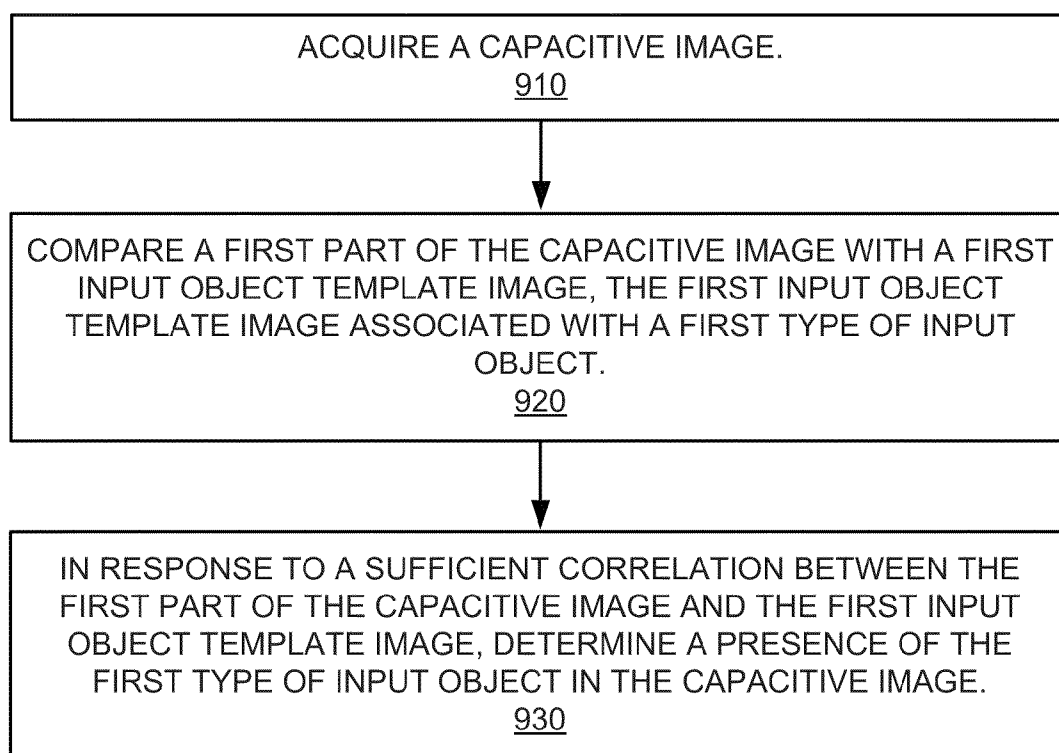 ACQUIRE A CAPACITIVE IMAGE.
910
COMPARE A FIRST PART OF THE CAPACITIVE IMAGE WITH A FIRST
INPUT OBJECT TEMPLATE IMAGE, THE FIRST INPUT OBJECT
TEMPLATE IMAGE ASSOCIATED WITH A FIRST TYPE OF INPUT
OBJECT.
920
IN RESPONSE TO A SUFFICIENT CORRELATION BETWEEN THE
FIRST PART OF THE CAPACITIVE IMAGE AND THE FIRST INPUT
OBJECT TEMPLATE IMAGE, DETERMINE A PRESENCE OF THE
FIRST TYPE OF INPUT OBJECT IN THE CAPACITIVE IMAGE.
930